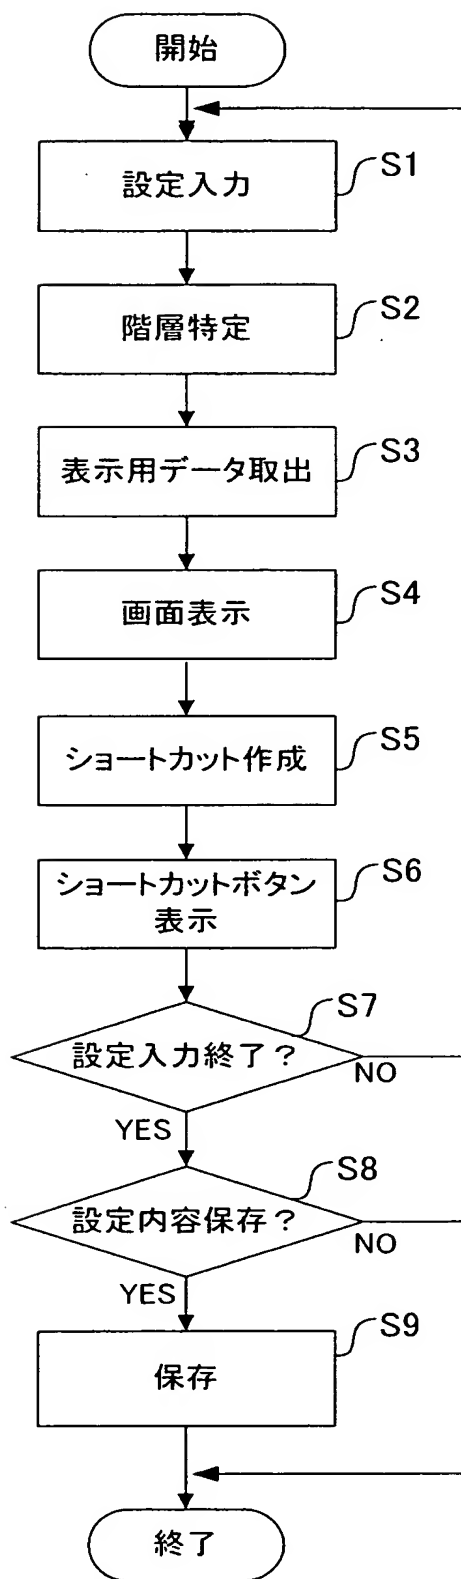 開始
設定入力
S1
階層特定
S2
表示用データ取出
S3
画面表示
S4
ショートカット作成
S5
ショートカットボタン
表示
S6
設定入力終了?
S7
NO
YES
設定内容保存?
S8
NO
YES
保存
S9
終了